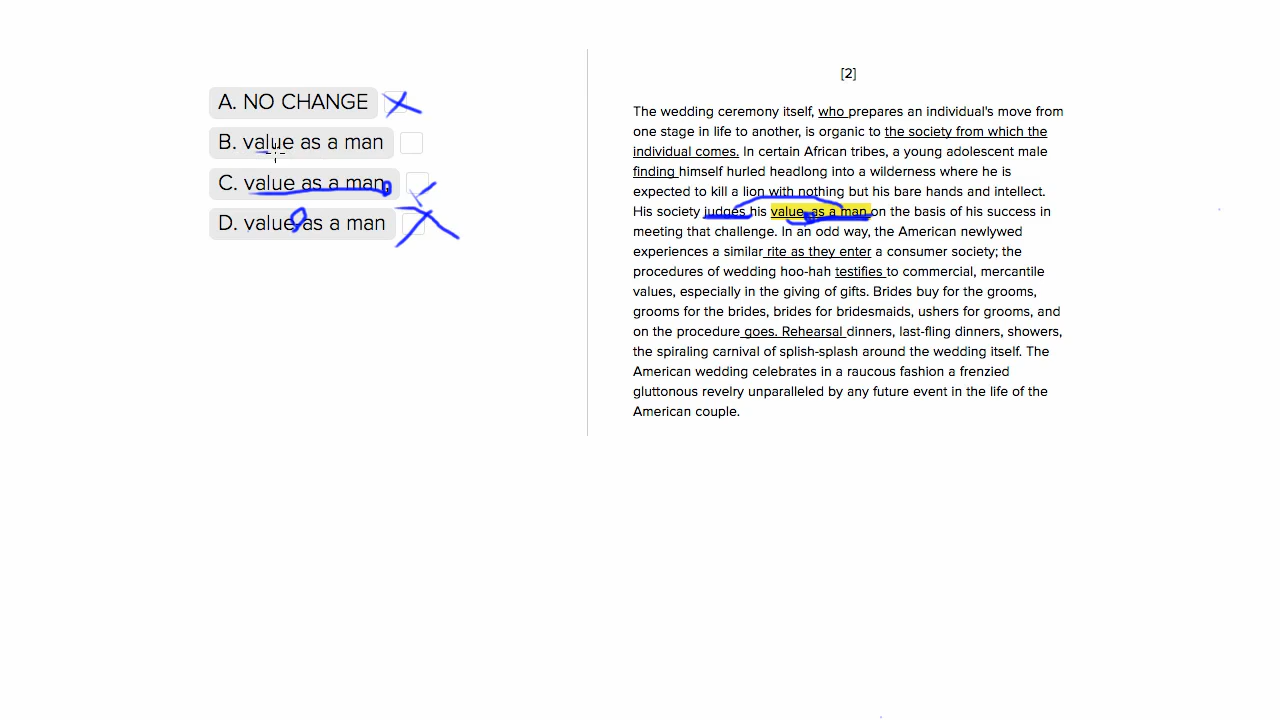 A. NO CHANGE
B. value as a man
C. value as a man,
D. value, as a man
[2]
The wedding ceremony itself, who prepares an individual's move from
one stage in life to another, is organic to the society from which the
individual comes. In certain African tribes, a young adolescent male
finding himself hurled headlong into a wilderness where he is
expected to kill a lion with nothing but his bare hands and intellect.
His society judges his value, as a man on the basis of his success in
meeting that challenge. In an odd way, the American newlywed
experiences a similar rite as they enter a consumer society; the
procedures of wedding hoo-hah testifies to commercial, mercantile
values, especially in the giving of gifts. Brides buy for the grooms,
grooms for the brides, brides for bridesmaids, ushers for grooms, and
on the procedure goes. Rehearsal dinners, last-fling dinners, showers,
the spiraling carnival of splish-splash around the wedding itself. The
American wedding celebrates in a raucous fashion a frenzied
gluttonous revelry unparalleled by any future event in the life of the
American couple.